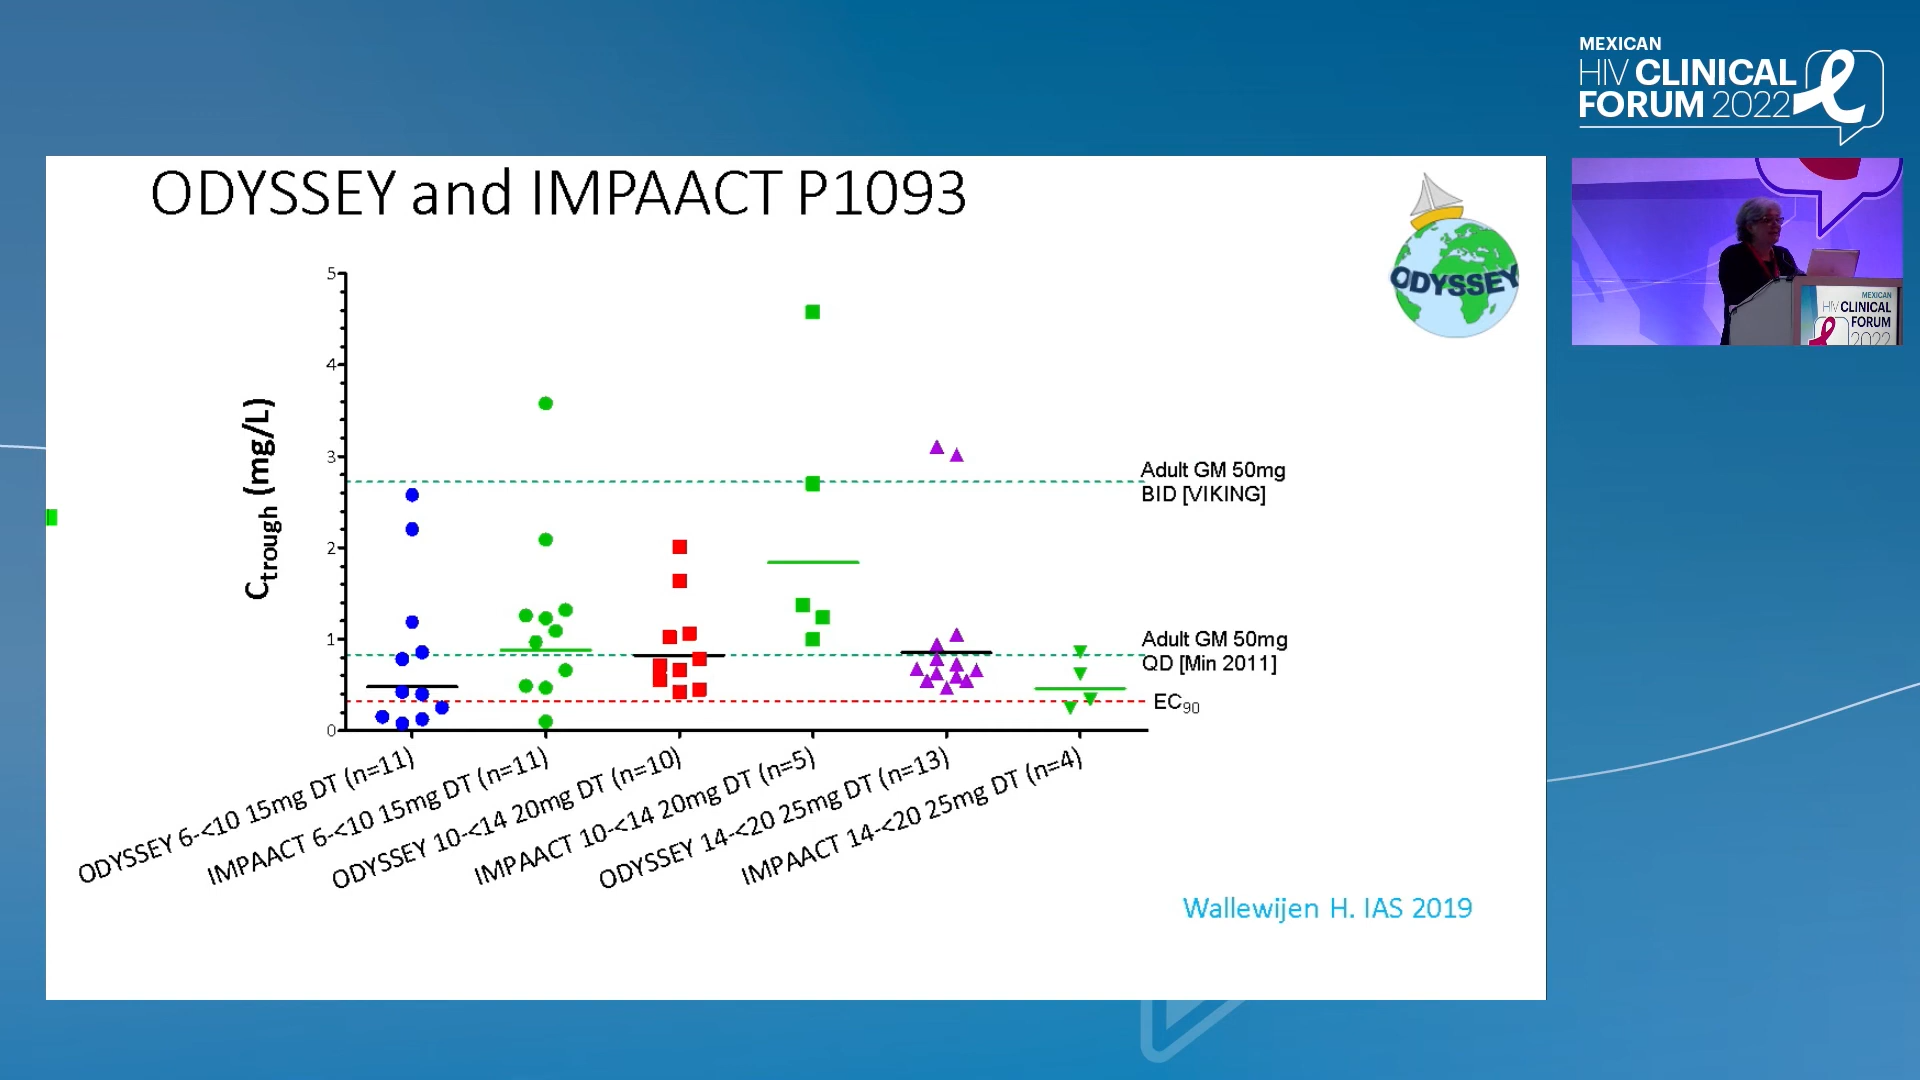 MEXICAN
HIV CLINICAL
FORUM 2022
ODYSSEY and IMPAACT P1093
ODYSSEY
Ctrough (mg/L)
5
4
3
2
1
0
Adult GM 50mg
BID [VIKING]
Adult GM 50mg
QD [Min 2011]
EC90
ODYSSEY 6-<10 15mg DT (n=11)
IMPAACT 6-<10 15mg DT (n=11)
ODYSSEY 10-<14 20mg DT (n=10)
IMPAACT 10-<14 20mg DT (n=5)
ODYSSEY 14-<20 25mg DT (n=13)
IMPAACT 14-<20 25mg DT (n=4)
Wallewijen H. IAS 2019
MEXICAN
HIV CLINICAL
FORUM
2022